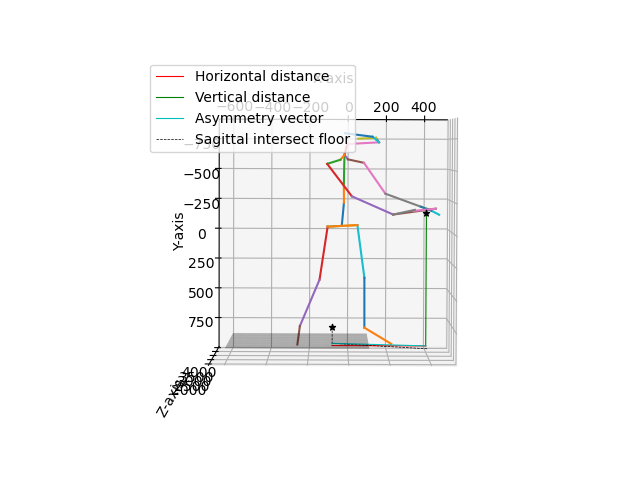 Horizontal distance
Vertical distance
Asymmetry vector
Sagittal intersect floor
X-axis
−600 −400 −200 0 200 400
−500
−250
0
250
500
750
Y-axis
Z-axis